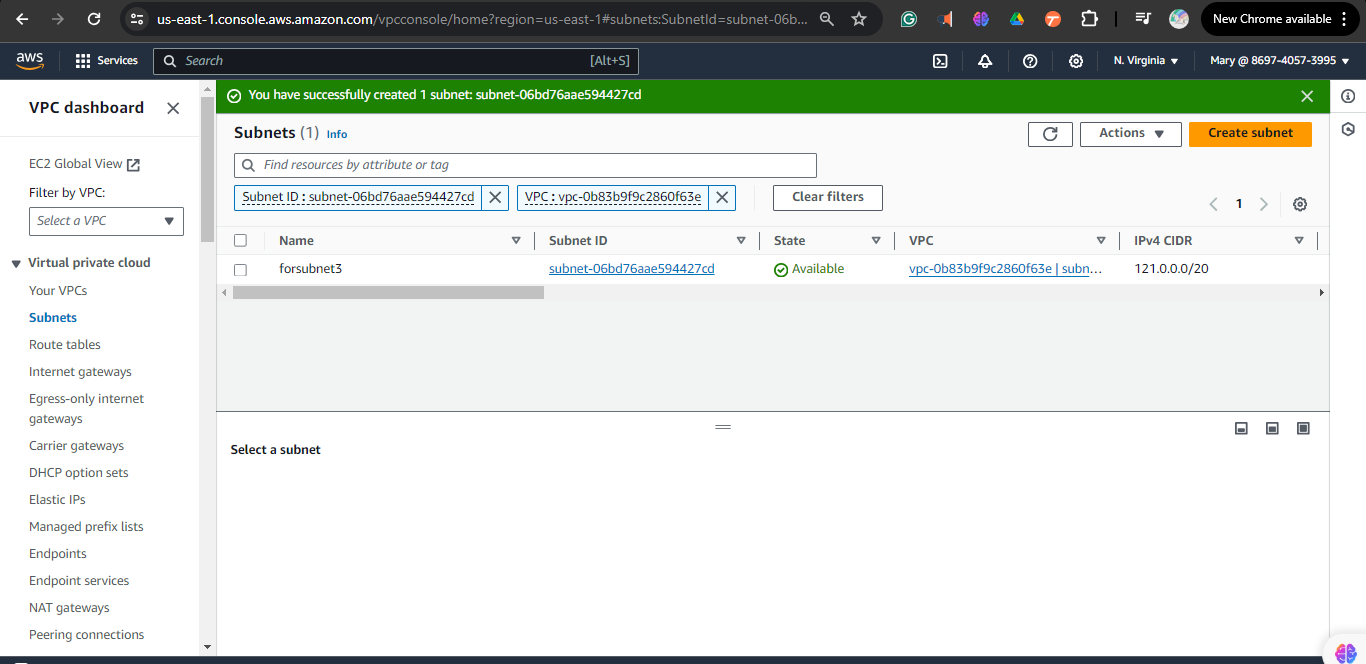 us-east-1.console.aws.amazon.com/vpcconsole/home?region=us-east-1#subnets:SubnetId=subnet-06b...
New Chrome available
aws
Services
Search
[Alt+S]
N. Virginia
Mary @ 8697-4057-3995
VPC dashboard
EC2 Global View
Filter by VPC:
Select a VPC
Virtual private cloud
Your VPCs
Subnets
Route tables
Internet gateways
Egress-only internet
gateways
Carrier gateways
DHCP option sets
Elastic IPs
Managed prefix lists
Endpoints
Endpoint services
NAT gateways
Peering connections
You have successfully created 1 subnet: subnet-06bd76aae594427cd
Subnets (1) Info
Actions
Create subnet
Find resources by attribute or tag
Subnet ID : subnet-06bd76aae594427cd
VPC : vpc-0b83b9f9c2860f63e
Clear filters
1
Name Subnet ID State VPC IPv4 CIDR
forsubnet3 subnet-06bd76aae594427cd Available vpc-0b83b9f9c2860f63e | subn... 121.0.0.0/20
Select a subnet